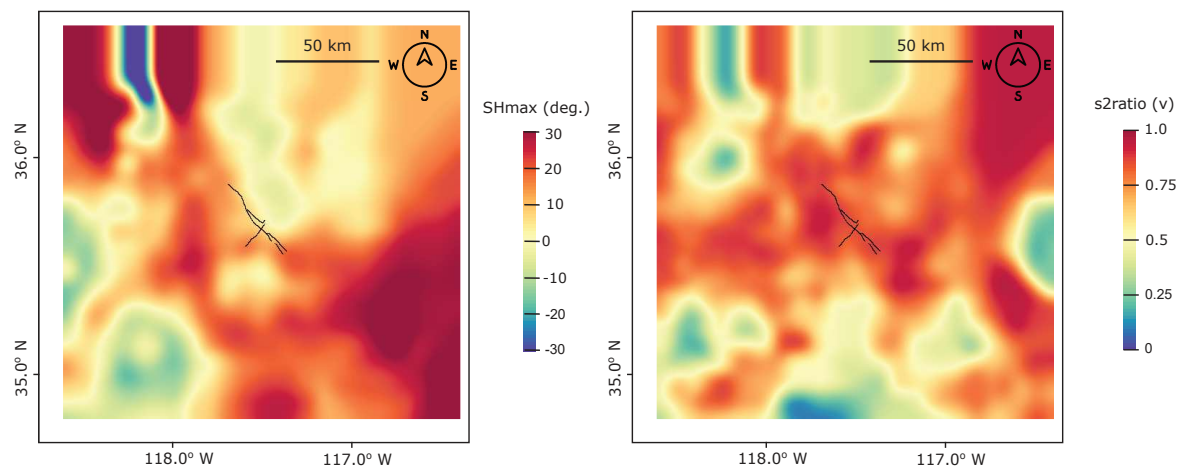 50 km
N
W
E
S
SHmax (deg.)
30
20
10
0
-10
-20
-30
36.0° N
35.0° N
118.0° W
117.0° W
50 km
N
W
E
S
s2ratio (v)
1.0
0.75
0.5
0.25
0
36.0° N
35.0° N
118.0° W
117.0° W